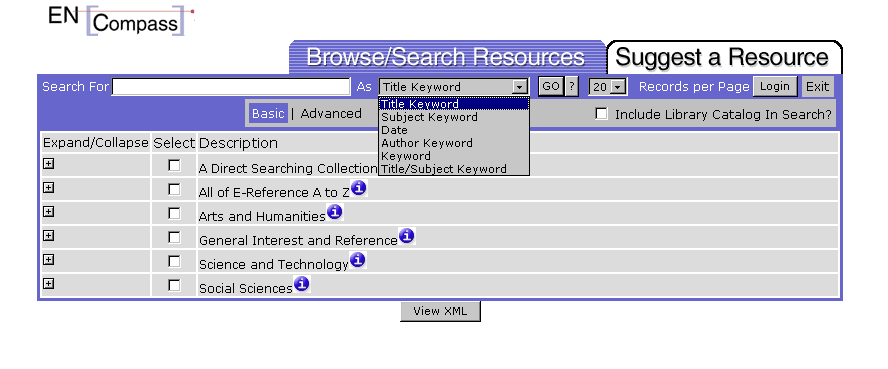 EN Compass
Browse/Search Resources Suggest a Resource
Search For As Title Keyword GO ? 20 Records per Page Login Exit
Title Keyword
Subject Keyword
Date
Author Keyword
Keyword
Title/Subject Keyword
Basic | Advanced Include Library Catalog In Search?
Expand/Collapse Select Description
A Direct Searching Collection
All of E-Reference A to Z i
Arts and Humanities i
General Interest and Reference i
Science and Technology i
Social Sciences i
View XML